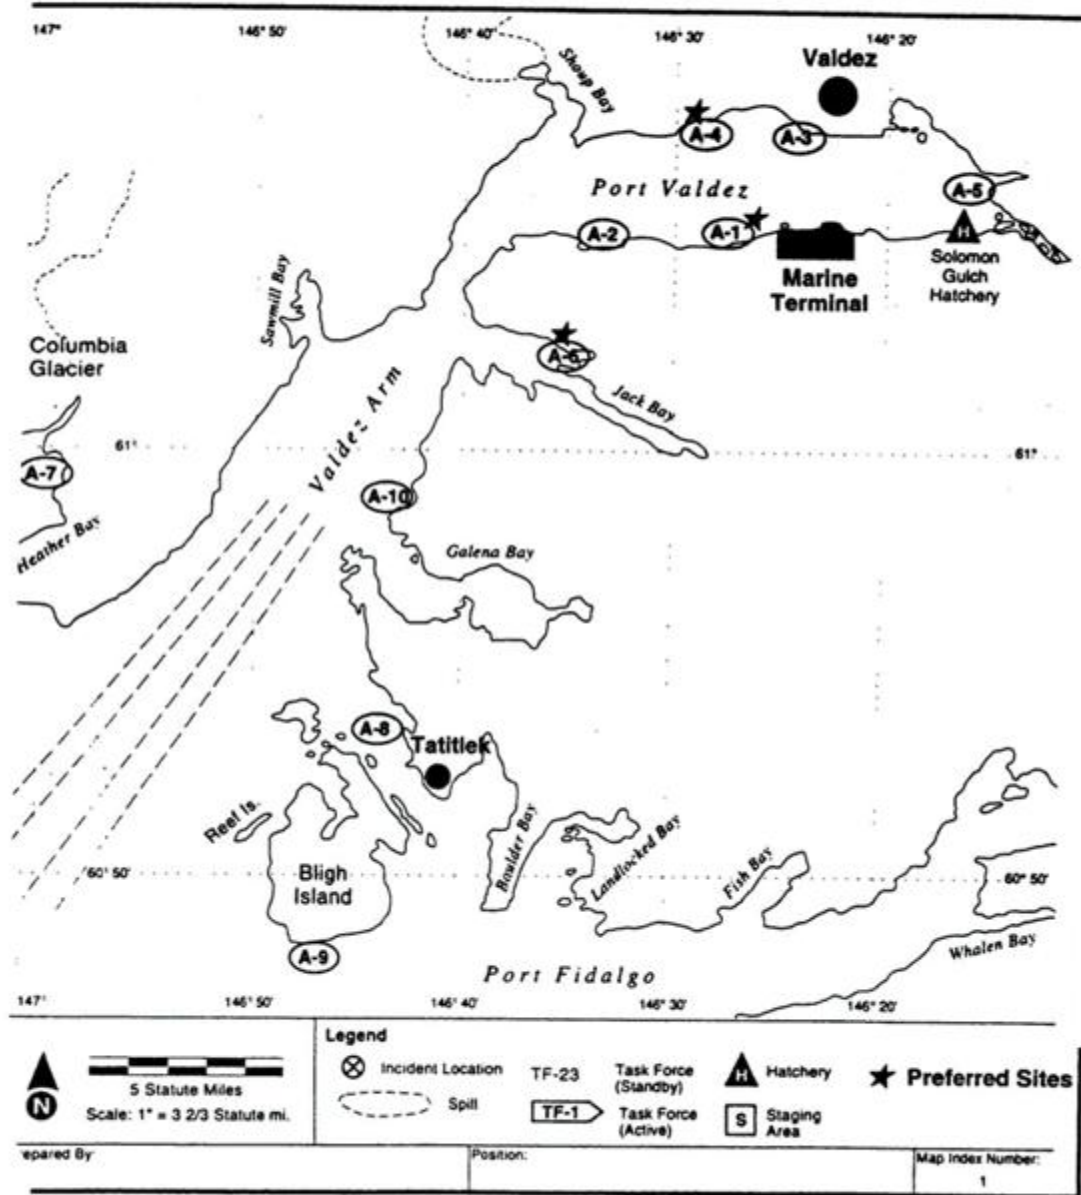 147°
146° 50'
146° 40'
146° 30'
146° 20'
Valdez
Shoup Bay
A-4
A-3
A-5
Port Valdez
A-2
A-1
H
Solomon
Gulch
Hatchery
Marine
Terminal
Sawmill Bay
Columbia
Glacier
A-6
Jack Bay
Valdez Arm
61°
61°
A-7
A-10
Heather Bay
Galena Bay
A-8
Tatitlek
Reef Is.
Boulder Bay
Landlocked Bay
Fish Bay
60° 50'
Bligh
Island
60° 50'
Whalen Bay
A-9
Port Fidalgo
147°
146° 50'
146° 40'
146° 30'
146° 20'
Legend
N
5 Statute Miles
Scale: 1" = 3 2/3 Statute mi.
Incident Location
Spill
TF-23
Task Force
(Standby)
TF-1
Task Force
(Active)
H
Hatchery
S
Staging
Area
Preferred Sites
epared By
Position:
Map Index Number:
1